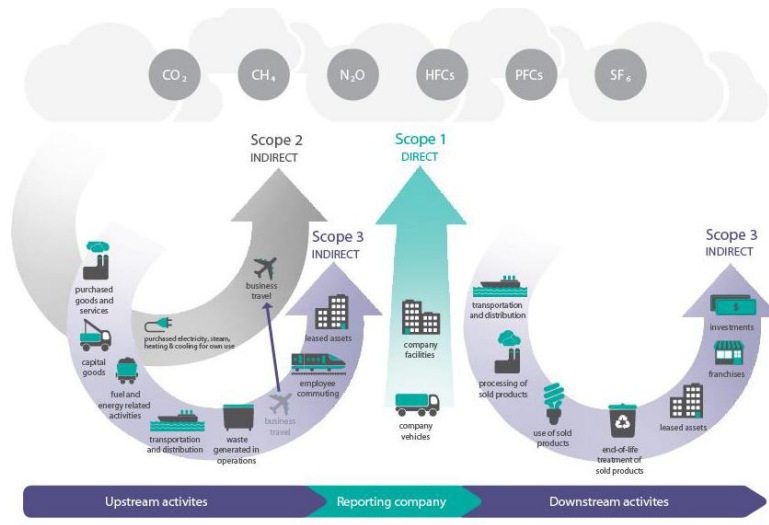 CO₂
CH₄
N₂O
HFCs
PFCs
SF₆
Scope 2
INDIRECT
Scope 1
DIRECT
Scope 3
INDIRECT
Scope 3
INDIRECT
purchased
goods and
services
capital
goods
fuel and
energy related
activities
purchased electricity, steam,
heating & cooling for own use
transportation
and distribution
waste
generated in
operations
business
travel
business
travel
employee
commuting
leased assets
company
facilities
company
vehicles
transportation
and distribution
processing of
sold products
use of sold
products
end-of-life
treatment of
sold products
leased assets
franchises
investments
$
Upstream activites
Reporting company
Downstream activites